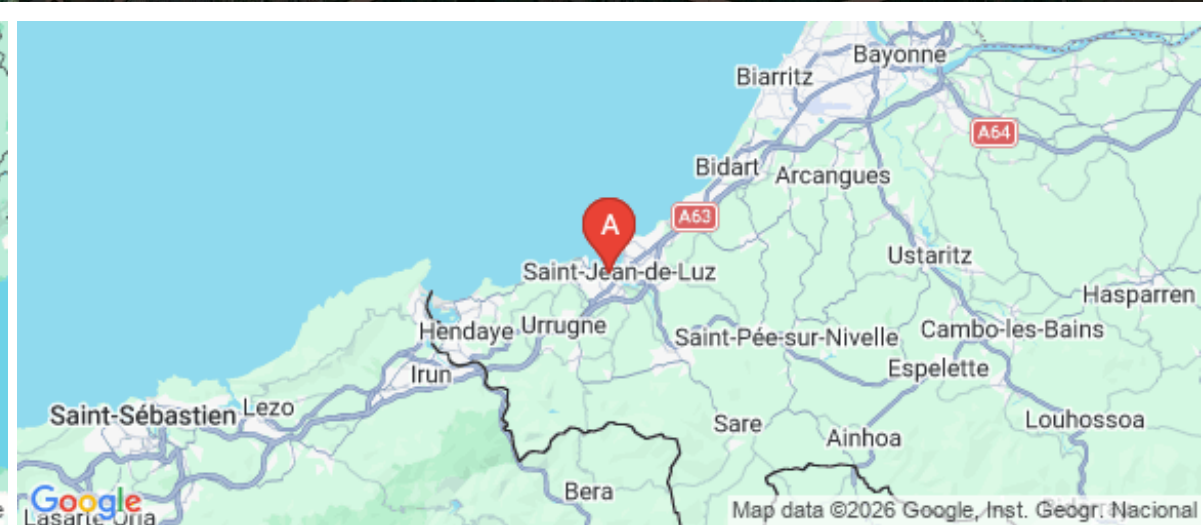 Bayonne
Biarritz
A64
Bidart
Arcangues
A63
A
Ustaritz
Saint-Jean-de-Luz
Hasparren
Hendaye
Urrugne
Saint-Pée-sur-Nivelle
Cambo-les-Bains
Espelette
Irun
Saint-Sébastien
Lezo
Sare
Ainhoa
Louhossoa
Bera
Google
Lasarte Oria
Map data ©2026 Google, Inst. Geogr. Nacional